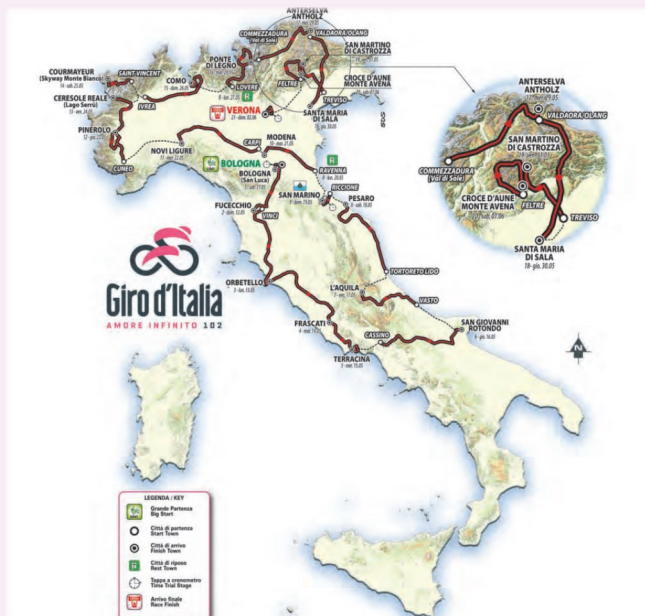 ANTERSELVA
ANTHOLZ
COMMEZZADURA
(Val di Sole)
VALDAORA/OLANG
PONTE
DI LEGNO
SAN MARTINO
DI CASTROZZA
COURMAYEUR
(Skyway Monte Bianco)
SAINT-VINCENT
COMO
LOVERE
FELTRE
CROCE D'AUNE
MONTE AVENA
CERESOLE REALE
(Lago Serrù)
IVREA
VERONA
TREVISO
SANTA MARIA
DI SALA
PINEROLO
CUNEO
NOVI LIGURE
CARPI
MODENA
BOLOGNA
BOLOGNA
(San Luca)
RAVENNA
RICCIONE
SAN MARINO
PESARO
FUCECCHIO
VINCI
ORBETELLO
L'AQUILA
TORTORETO LIDO
VASTO
FRASCATI
CASSINO
SAN GIOVANNI
ROTONDO
TERRACINA
ANTERSELVA
ANTHOLZ
VALDAORA/OLANG
SAN MARTINO
DI CASTROZZA
COMMEZZADURA
(Val di Sole)
CROCE D'AUNE
MONTE AVENA
FELTRE
TREVISO
SANTA MARIA
DI SALA
18 - gio. 30.05
Giro d'Italia
AMORE INFINITO 102
N
LEGENDA / KEY
Grande Partenza
Big Start
Città di partenza
Start Town
Città di arrivo
Finish Town
R
Città di riposo
Rest Town
Tappa a cronometro
Time Trial Stage
Arrivo finale
Race Finish